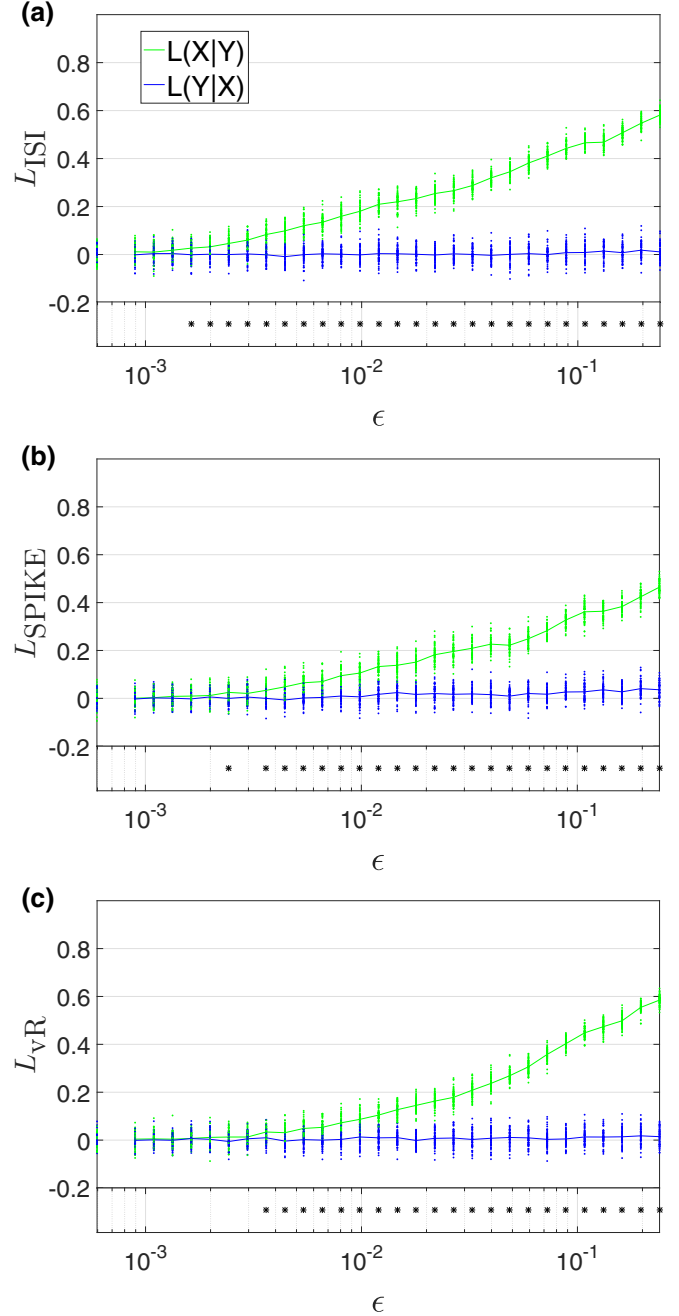 (a)
L(X|Y)
L(Y|X)
0.8
0.6
0.4
0.2
0
-0.2
L_ISI
* * * * * * * * * * * * * * * * * * * * * * * * *
10^-3 10^-2 10^-1
ϵ
(b)
0.8
0.6
0.4
0.2
0
-0.2
L_SPIKE
* * * * * * * * * * * * * * * * * * * * * * *
10^-3 10^-2 10^-1
ϵ
(c)
0.8
0.6
0.4
0.2
0
-0.2
L_vR
* * * * * * * * * * * * * * * * * * * * * *
10^-3 10^-2 10^-1
ϵ